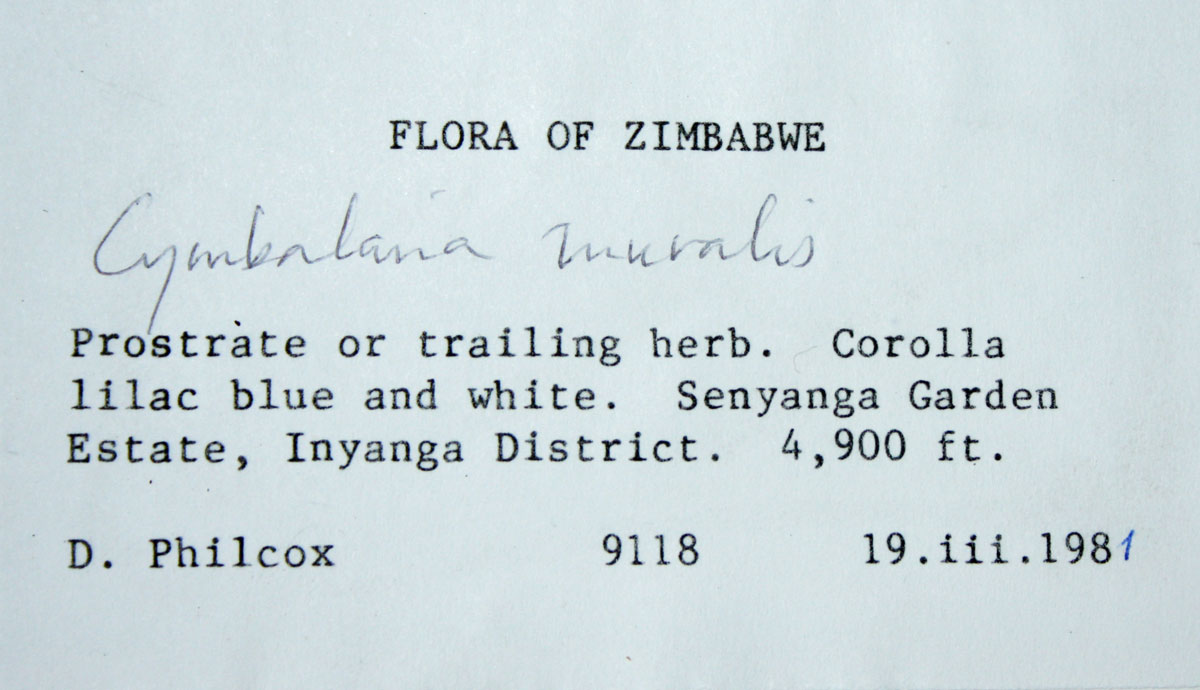 FLORA OF ZIMBABWE
Cymbalaria muralis
Prostrate or trailing herb. Corolla
lilac blue and white. Senyanga Garden
Estate, Inyanga District. 4,900 ft.
D. Philcox 9118 19.iii.1981